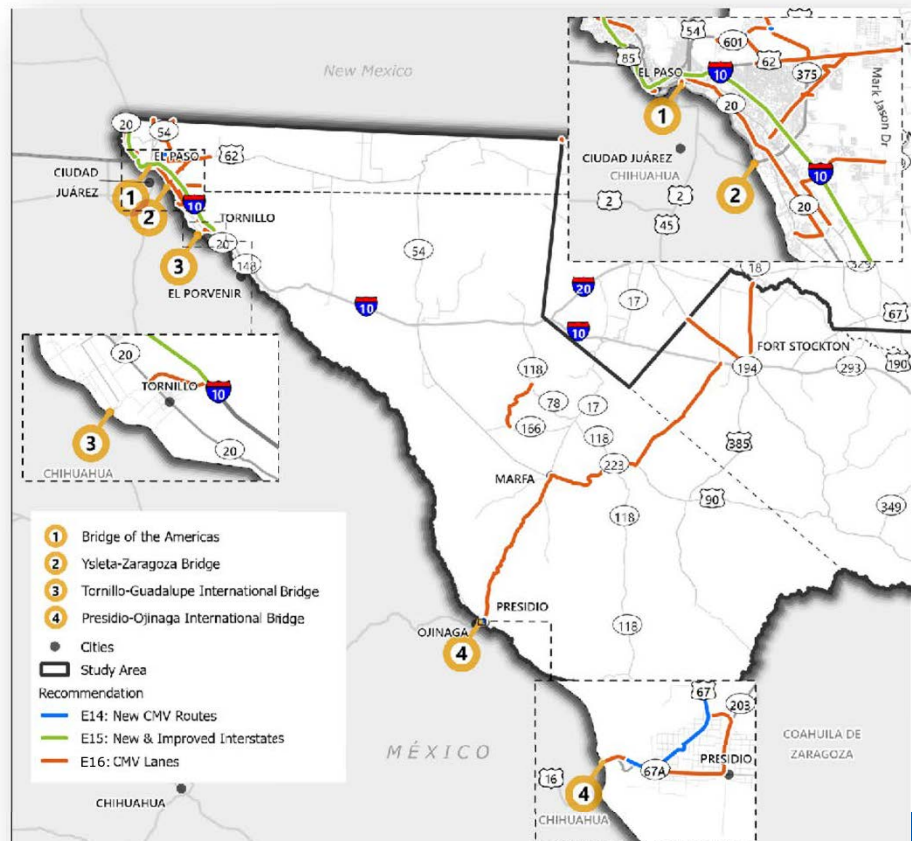 New Mexico
20
54
EL PASO
62
CIUDAD
JUÁREZ
1
2
10
TORNILLO
3
20
148
EL PORVENIR
54
10
20
10
17
18
67
FORT STOCKTON
190
194
293
118
78
17
166
118
385
MARFA
223
90
118
349
PRESIDIO
OJINAGA
4
118
MÉXICO
CHIHUAHUA
COAHUILA DE
ZARAGOZA
54
601
85
62
EL PASO
10
375
20
Mark Jason Dr
1
CIUDAD JUÁREZ
CHIHUAHUA
2
2
2
45
10
20
20
TORNILLO
10
3
20
CHIHUAHUA
67
203
PRESIDIO
67A
16
4
CHIHUAHUA
1 Bridge of the Americas
2 Ysleta-Zaragoza Bridge
3 Tornillo-Guadalupe International Bridge
4 Presidio-Ojinaga International Bridge
Cities
Study Area
Recommendation
E14: New CMV Routes
E15: New & Improved Interstates
E16: CMV Lanes